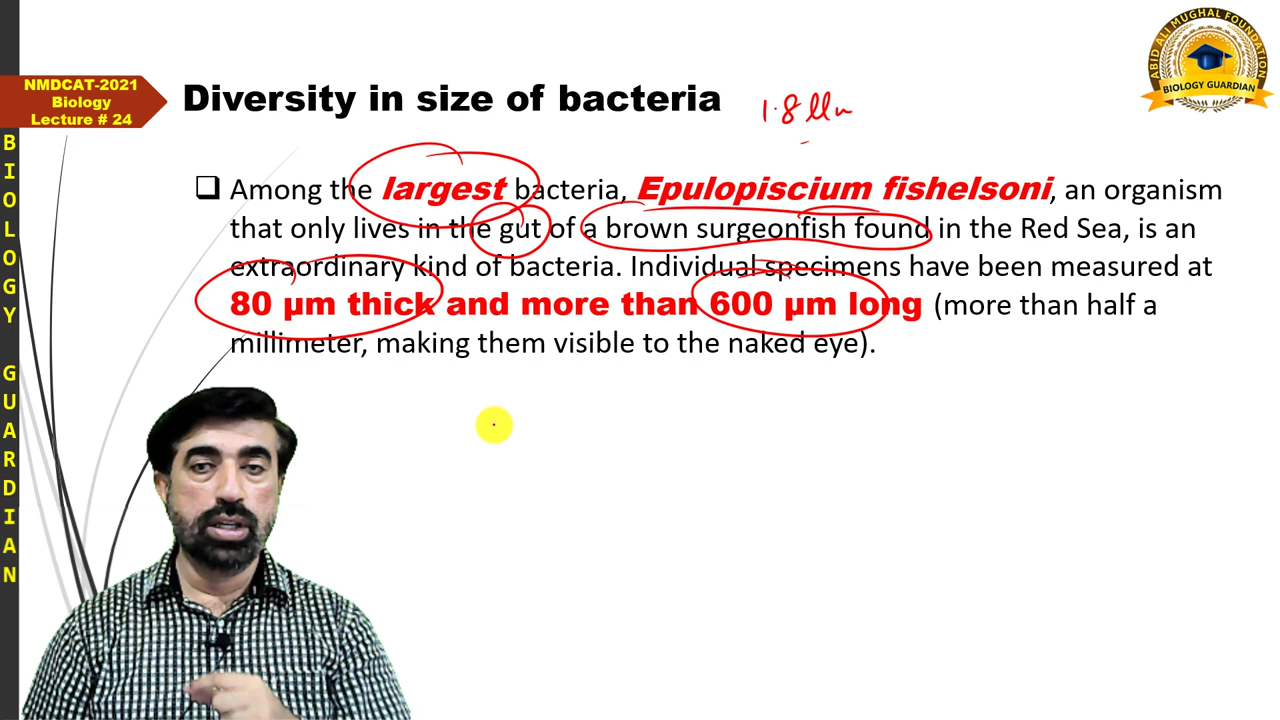 ABID ALI MUGHAL FOUNDATION
BIOLOGY GUARDIAN
NMDCAT-2021
Biology
Lecture # 24
Diversity in size of bacteria
1.8
❑ Among the largest bacteria, Epulopiscium fishelsoni, an organism
that only lives in the gut of a brown surgeonfish found in the Red Sea, is an
extraordinary kind of bacteria. Individual specimens have been measured at
80 µm thick and more than 600 µm long (more than half a
millimeter, making them visible to the naked eye).
BIOLOGY GUARDIAN